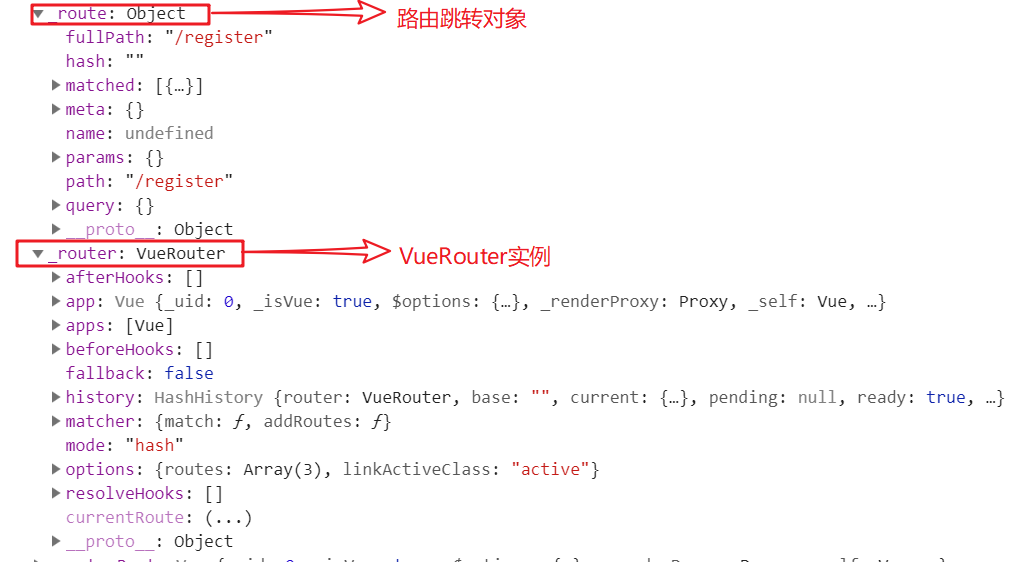 _route: Object 路由跳转对象
fullPath: "/register"
hash: ""
matched: [{…}]
meta: {}
name: undefined
params: {}
path: "/register"
query: {}
__proto__: Object
_router: VueRouter VueRouter实例
afterHooks: []
app: Vue {_uid: 0, _isVue: true, $options: {…}, _renderProxy: Proxy, _self: Vue, …}
apps: [Vue]
beforeHooks: []
fallback: false
history: HashHistory {router: VueRouter, base: "", current: {…}, pending: null, ready: true, …}
matcher: {match: ƒ, addRoutes: ƒ}
mode: "hash"
options: {routes: Array(3), linkActiveClass: "active"}
resolveHooks: []
currentRoute: (...)
__proto__: Object